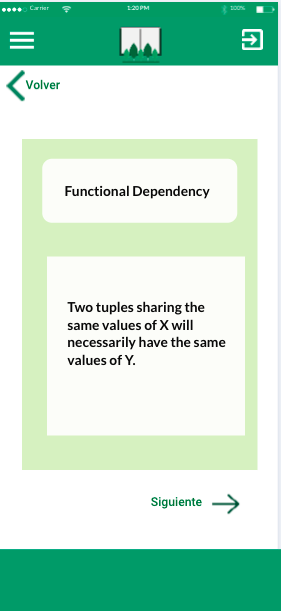 Carrier 1:20 PM 100%
Volver
Functional Dependency
Two tuples sharing the
same values of X will
necessarily have the same
values of Y.
Siguiente